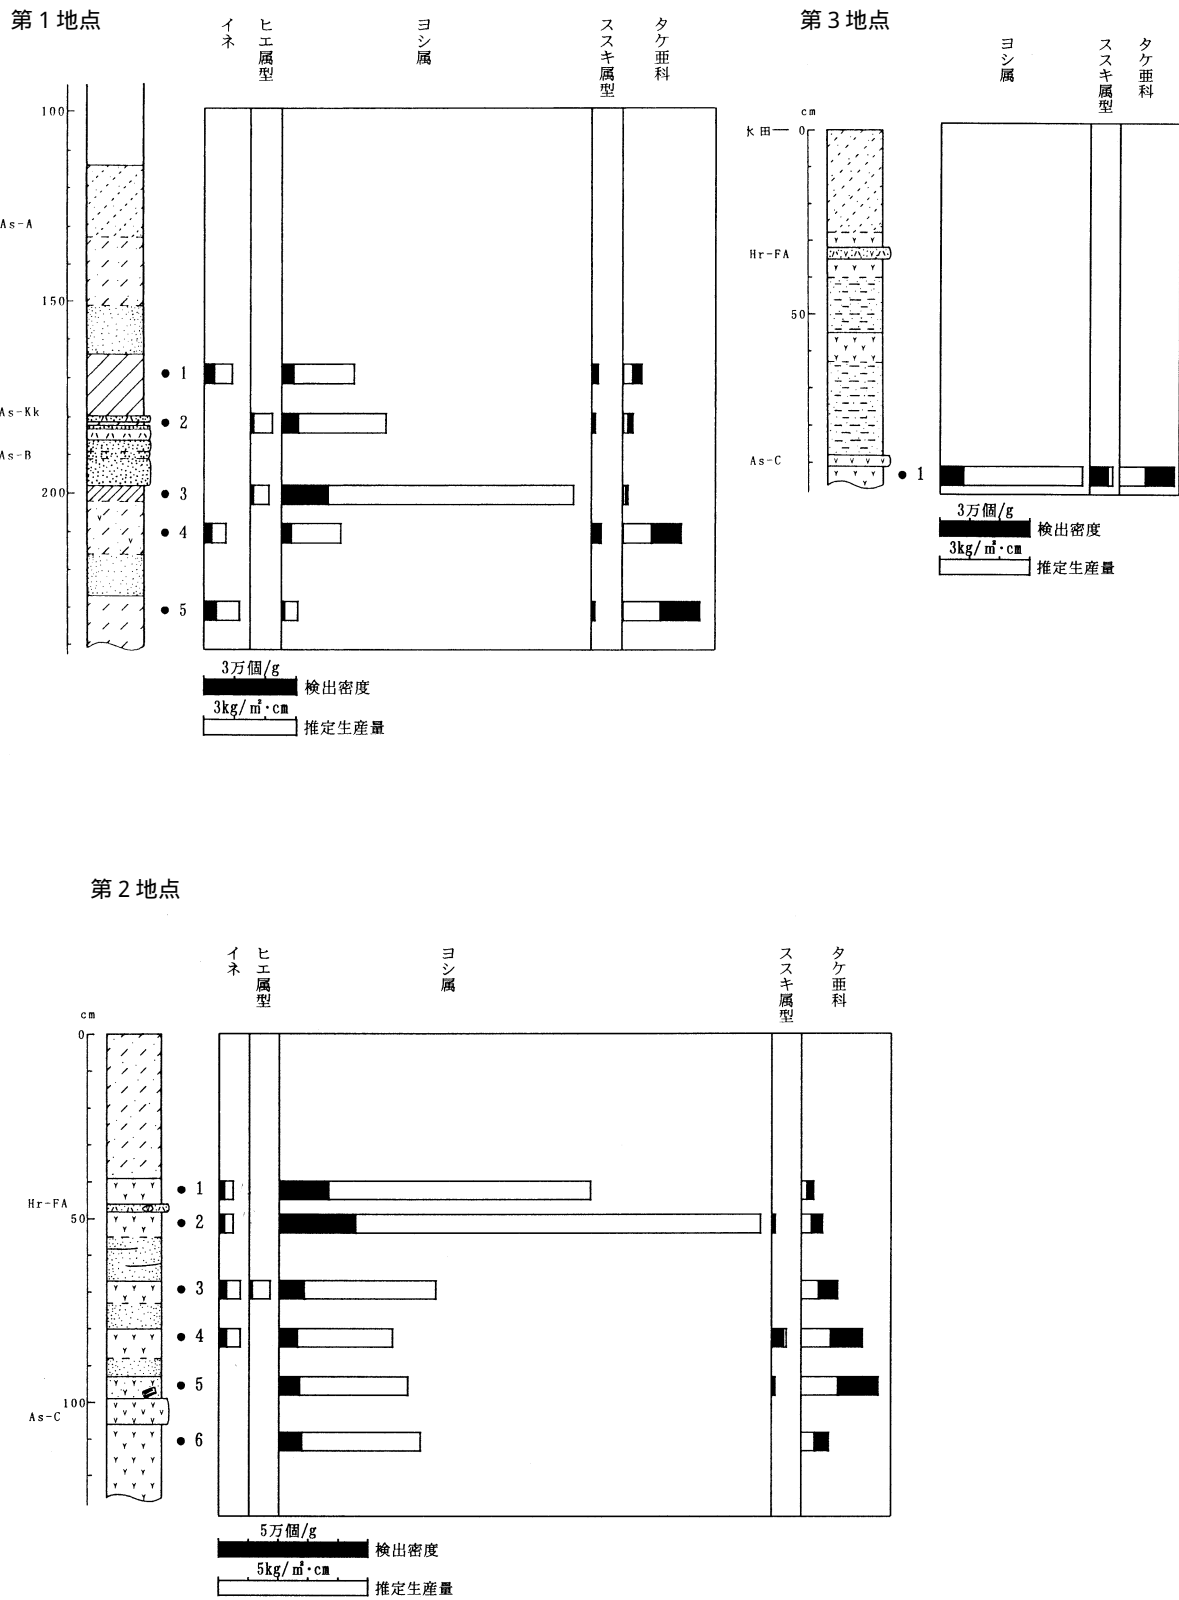 第1地点
イネ
ヒエ属型
ヨシ属
ススキ属型
タケ亜科
100
As-A
150
1
As-Kk
2
As-B
200
3
4
5
3万個/g
検出密度
3kg/㎡·cm
推定生産量
第3地点
ヨシ属
ススキ属型
タケ亜科
cm
水田 0
Hr-FA
50
As-C
1
3万個/g
検出密度
3kg/㎡·cm
推定生産量
第2地点
イネ
ヒエ属型
ヨシ属
ススキ属型
タケ亜科
cm
0
1
Hr-FA
50
2
3
4
5
100
As-C
6
5万個/g
検出密度
5kg/㎡·cm
推定生産量